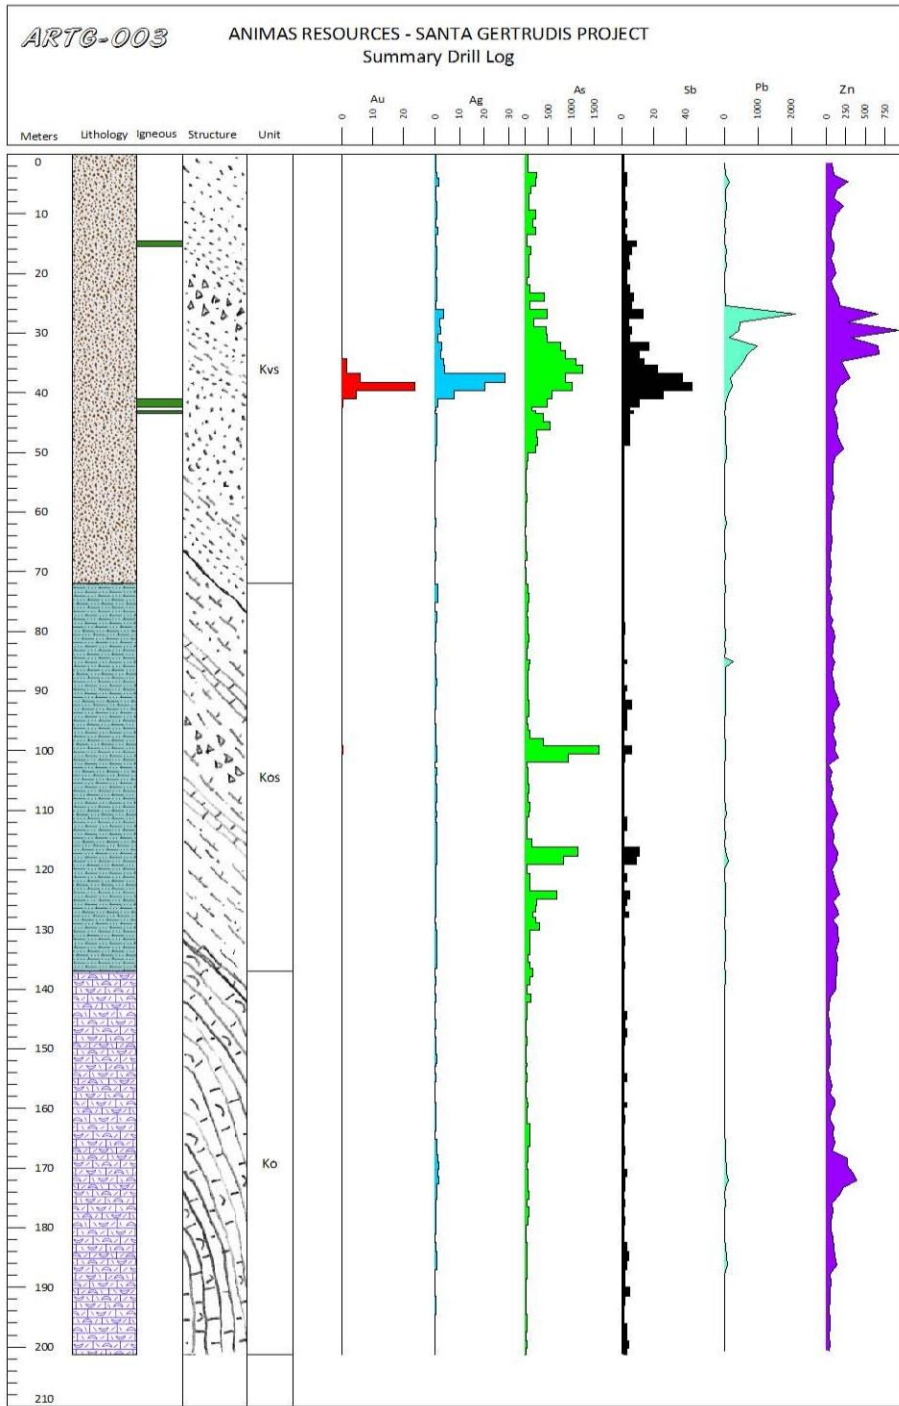 ARTG-003
ANIMAS RESOURCES - SANTA GERTRUDIS PROJECT
Summary Drill Log
Meters Lithology Igneous Structure Unit Au Ag As Sb Pb Zn
0 10 20
0 10 20 30
0 500 1000 1500
0 20 40
0 1000 2000
0 250 500 750
0
10
20
30
Kvs
40
50
60
70
80
90
100
Kos
110
120
130
140
150
160
170
Ko
180
190
200
210